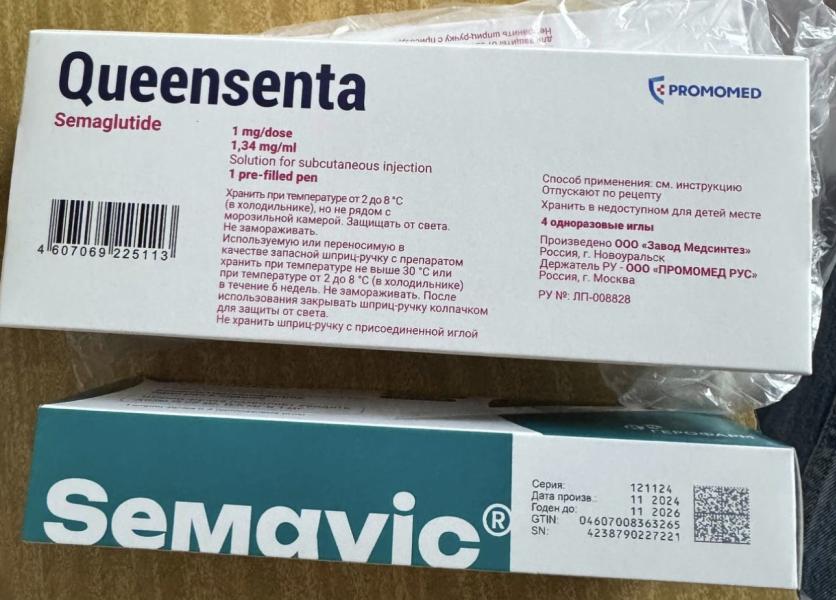 Queensenta
Semaglutide
PROMOMED
1 mg/dose
1,34 mg/ml
Solution for subcutaneous injection
1 pre-filled pen
Хранить при температуре от 2 до 8 °C
(в холодильнике), но не рядом с
морозильной камерой. Защищать от света.
Не замораживать.
Используемую или переносимую в
качестве запасной шприц-ручку с препаратом
хранить при температуре не выше 30 °C или
при температуре от 2 до 8 °C (в холодильнике)
в течение 6 недель. Не замораживать. После
использования закрывать шприц-ручку колпачком
для защиты от света.
Не хранить шприц-ручку с присоединенной иглой
4 607069 225113
Способ применения: см. инструкцию
Отпускают по рецепту
Хранить в недоступном для детей месте
4 одноразовые иглы
Произведено ООО «Завод Медсинтез»
Россия, г. Новоуральск
Держатель РУ - ООО «ПРОМОМЕД РУС»
Россия, г. Москва
РУ №: ЛП-008828
ГЕРОФАРМ
Semavic®
Серия: 121124
Дата произв.: 11 2024
Годен до: 11 2026
GTIN: 04607008363265
SN: 4238790227221